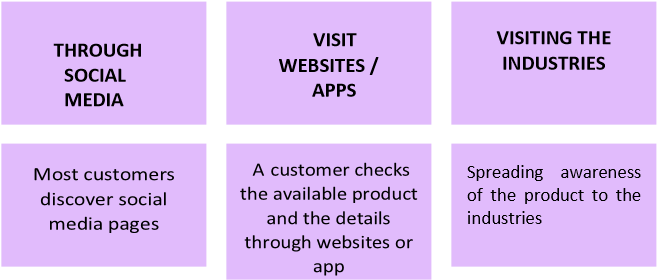 THROUGH
SOCIAL
MEDIA
VISIT
WEBSITES /
APPS
VISITING THE
INDUSTRIES
Most customers
discover social
media pages
A customer checks
the available product
and the details
through websites or
app
Spreading awareness
of the product to the
industries